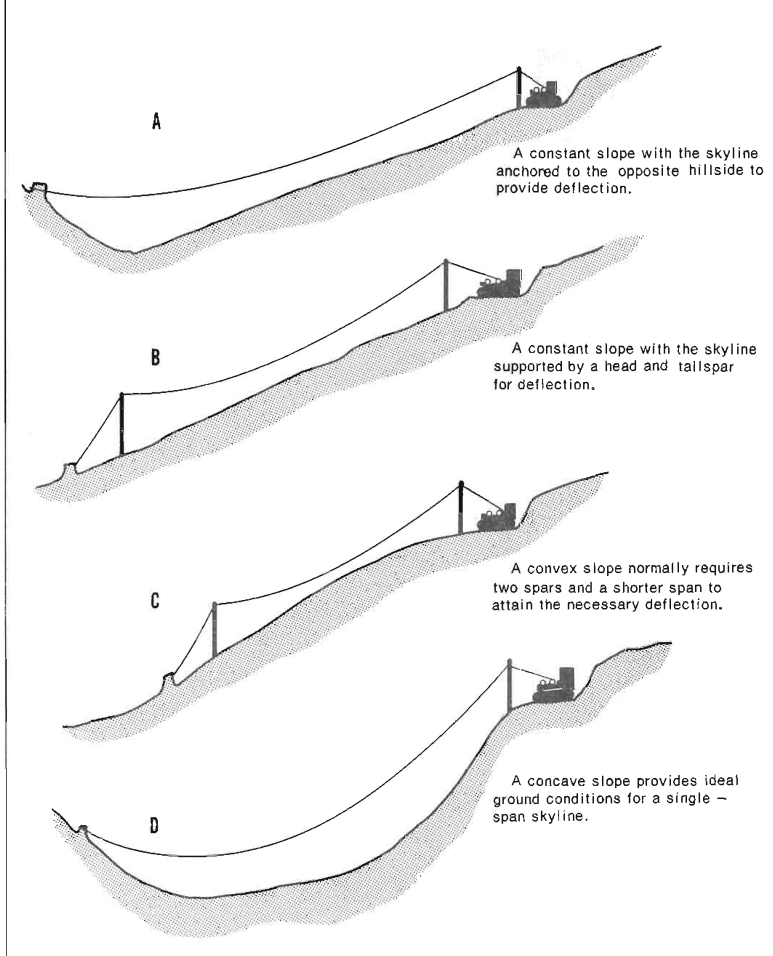 A
A constant slope with the skyline
anchored to the opposite hillside to
provide deflection.
B
A constant slope with the skyline
supported by a head and tailspar
for deflection.
C
A convex slope normally requires
two spars and a shorter span to
attain the necessary deflection.
D
A concave slope provides ideal
ground conditions for a single –
span skyline.